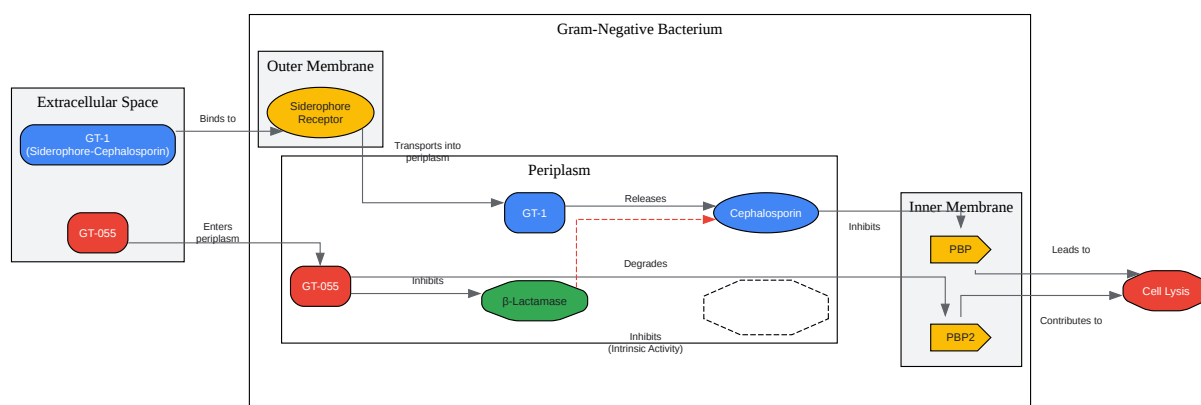 Gram-Negative Bacterium
Outer Membrane
Extracellular Space
Siderophore
Receptor
Binds to
GT-1
(Siderophore-Cephalosporin)
Transports into
periplasm
Periplasm
GT-1
Releases
Cephalosporin
Inner Membrane
GT-055
Enters
periplasm
Inhibits
PBP
Leads to
GT-055
Inhibits
Degrades
β-Lactamase
Cell Lysis
Contributes to
Inhibits
(Intrinsic Activity)
PBP2